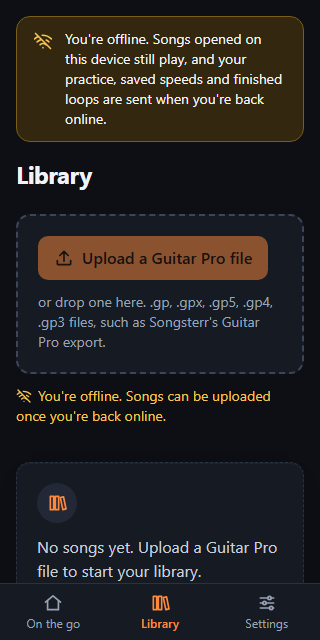 You're offline. Songs opened on
this device still play, and your
practice, saved speeds and finished
loops are sent when you're back
online.
Library
Upload a Guitar Pro file
or drop one here. .gp, .gpx, .gp5, .gp4,
.gp3 files, such as Songsterr's Guitar
Pro export.
You're offline. Songs can be uploaded
once you're back online.
No songs yet. Upload a Guitar Pro
file to start your library.
On the go
Library
Settings